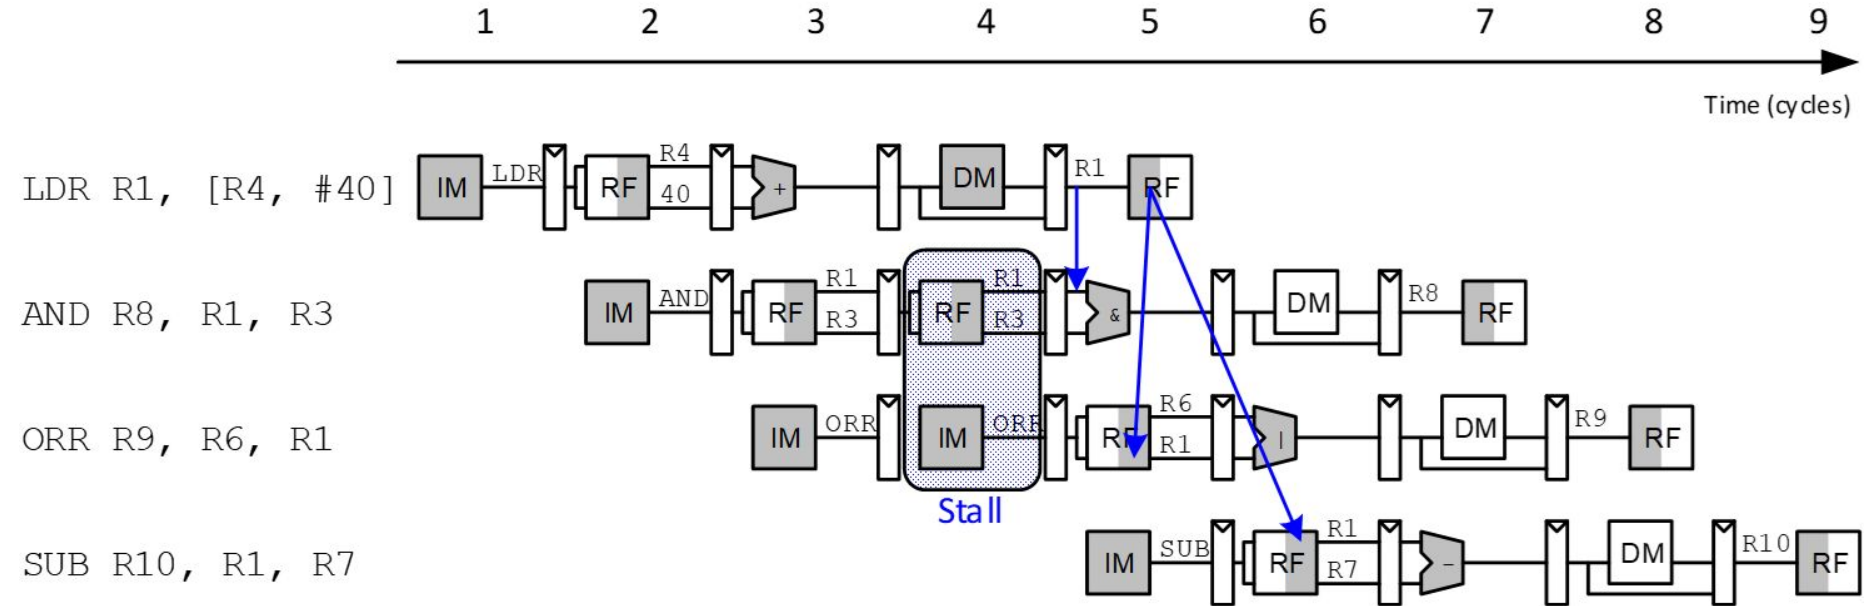 1 2 3 4 5 6 7 8 9
Time (cycles)
LDR R1, [R4, #40] IM LDR RF R4 40 + DM R1 RF
AND R8, R1, R3 IM AND RF R1 R3 RF R1 R3 & DM R8 RF
ORR R9, R6, R1 IM ORR IM ORR RF R6 R1 | DM R9 RF
Stall
SUB R10, R1, R7 IM SUB RF R1 R7 - DM R10 RF